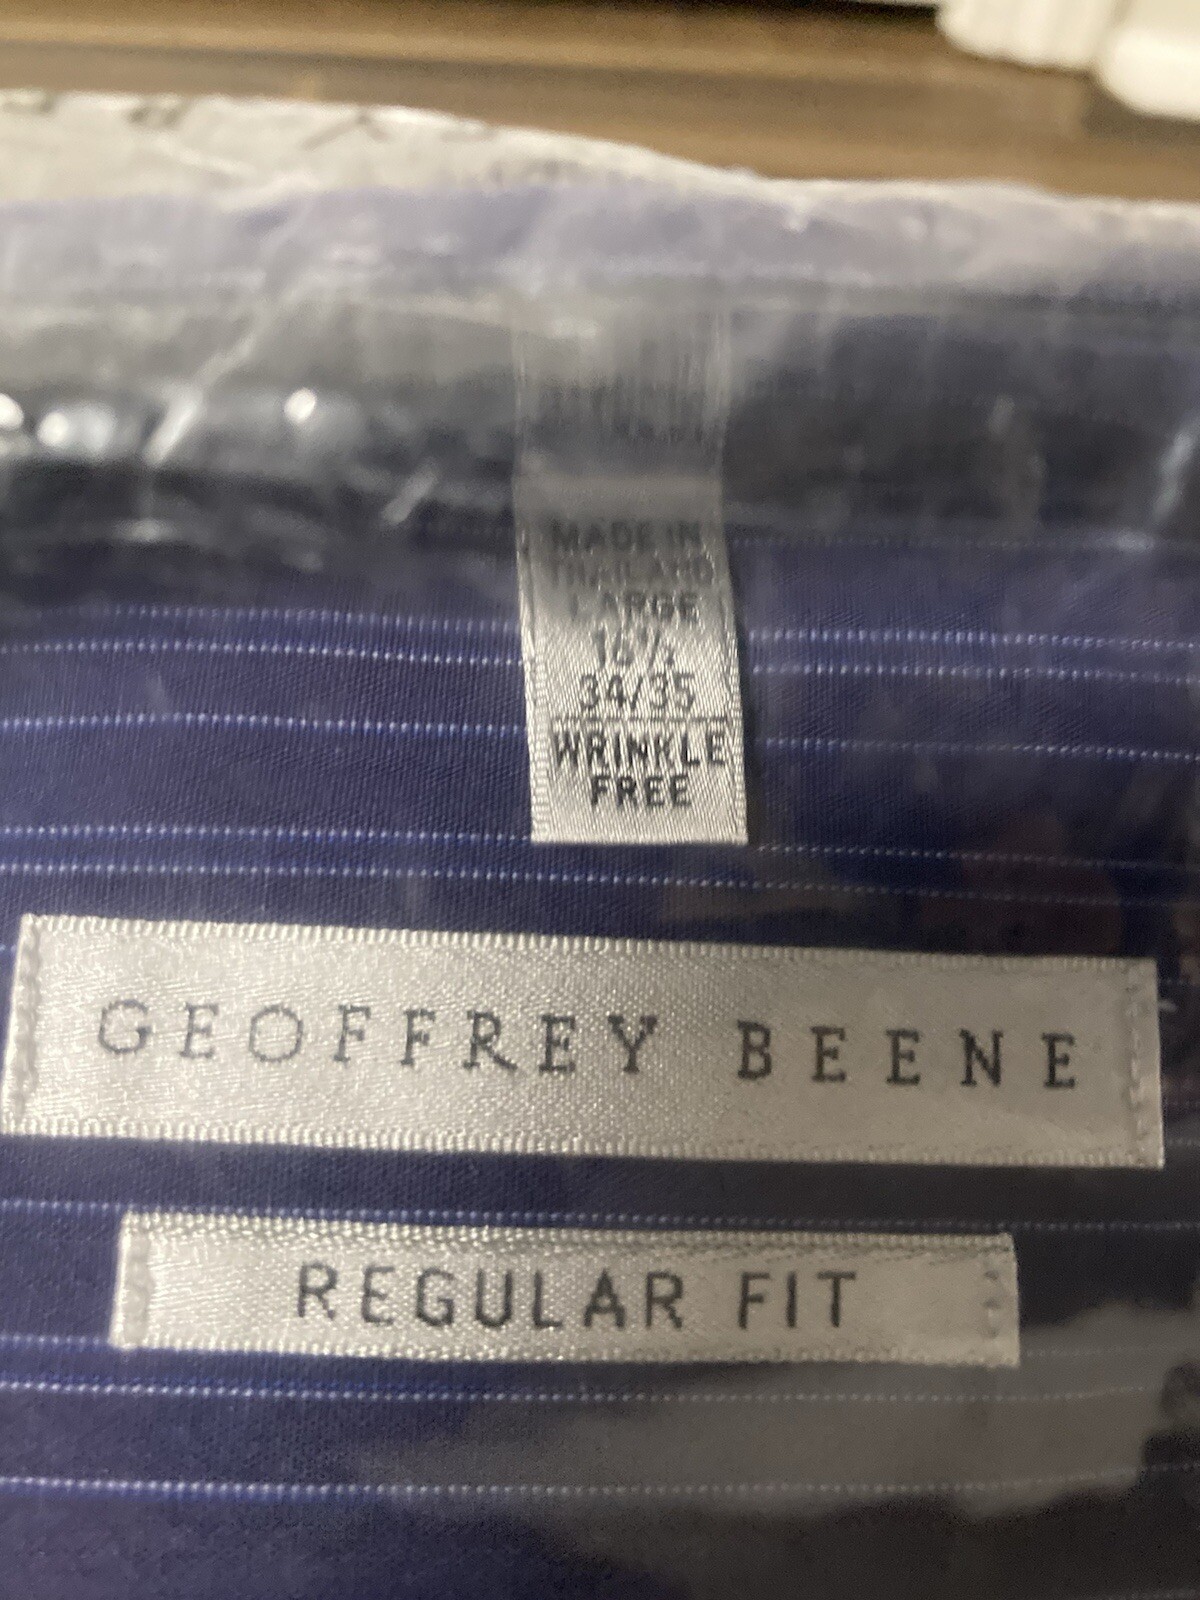 MADE IN
THAILAND
LARGE
16½
34/35
WRINKLE
FREE
GEOFFREY BEENE
REGULAR FIT